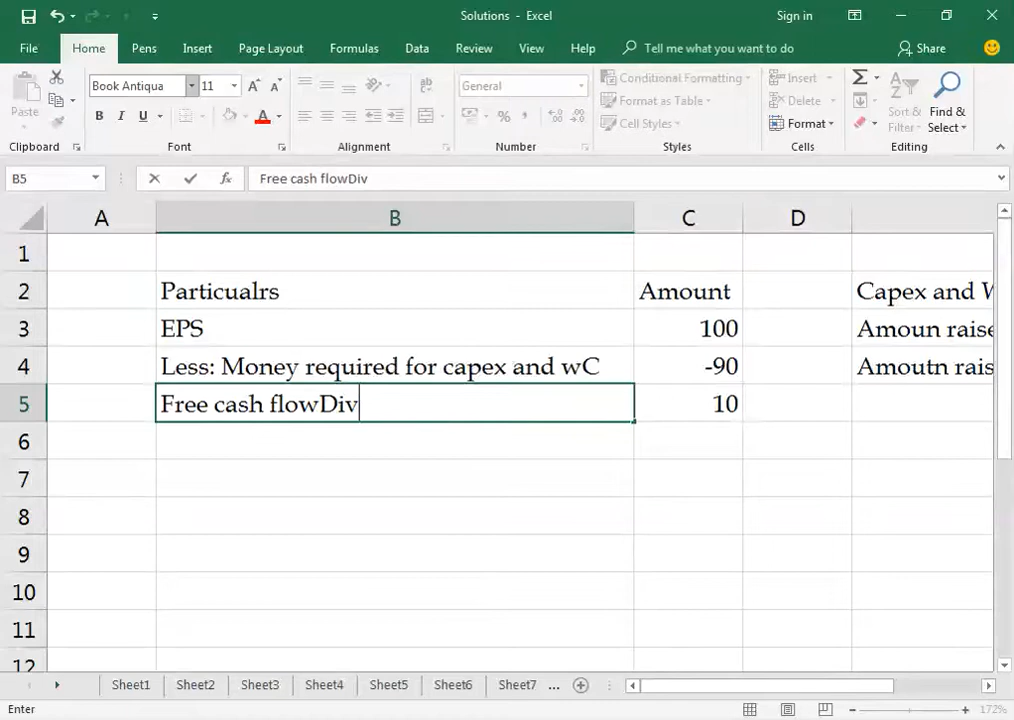 Solutions - Excel
Sign in
File Home Pens Insert Page Layout Formulas Data Review View Help Tell me what you want to do Share
Paste
Book Antiqua 11
B I U A
General
$ % ,
Conditional Formatting
Format as Table
Cell Styles
Insert
Delete
Format
Sort &
Filter
Find &
Select
Clipboard Font Alignment Number Styles Cells Editing
B5 fx Free cash flowDiv
A B C D
1
2 Particualrs Amount Capex and W
3 EPS 100 Amoun raise
4 Less: Money required for capex and wC -90 Amoutn rais
5 Free cash flowDiv 10
6
7
8
9
10
11
12
Sheet1 Sheet2 Sheet3 Sheet4 Sheet5 Sheet6 Sheet7 ...
Enter 172%